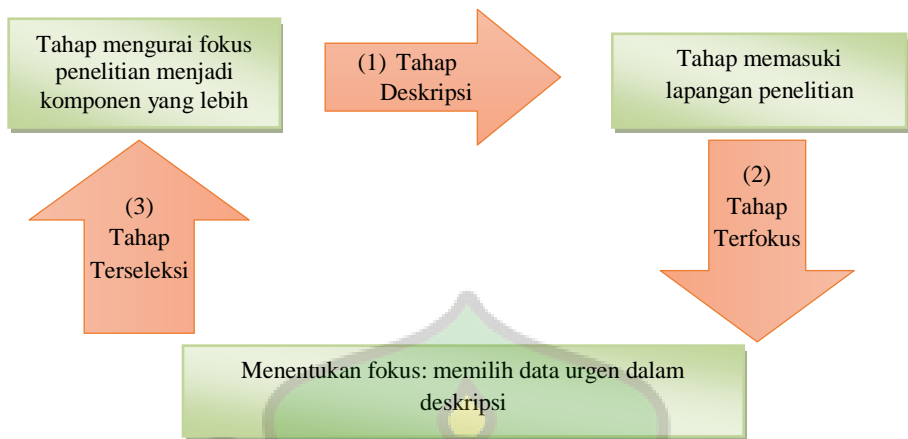 Tahap mengurai fokus
penelitian menjadi
komponen yang lebih
(1) Tahap
Deskripsi
Tahap memasuki
lapangan penelitian
(2)
Tahap
Terfokus
(3)
Tahap
Terseleksi
Menentukan fokus: memilih data urgen dalam
deskripsi